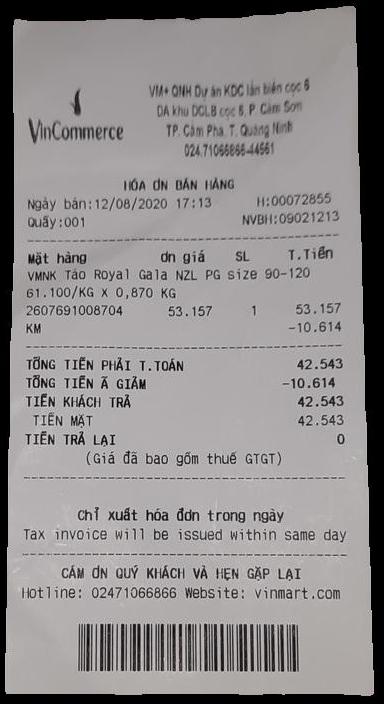 VinCommerce
VM+ QNH Dự án KDC lấn biển cọc 6
DA khu DCLB cọc 6, P. Cẩm Sơn
TP. Cẩm Phả, T. Quảng Ninh
024.71066866-44661
HÓA ĐƠN BÁN HÀNG
Ngày bán:12/08/2020 17:13 H:00072855
Quầy:001 NVBH:09021213
Mặt hàng Đn giá SL T.Tiền
VMNK Táo Royal Gala NZL PG size 90-120
61.100/KG X 0,870 KG
2607691008704 53.157 1 53.157
KM -10.614
TỔNG TIỀN PHẢI T.TOÁN 42.543
TỔNG TIỀN Ã GIẢM -10.614
TIỀN KHÁCH TRẢ 42.543
TIỀN MẶT 42.543
TIỀN TRẢ LẠI 0
(Giá đã bao gồm thuế GTGT)
Chỉ xuất hóa đơn trong ngày
Tax invoice will be issued within same day
CẢM ƠN QUÝ KHÁCH VÀ HẸN GẶP LẠI
Hotline: 02471066866 Website: vinmart.com